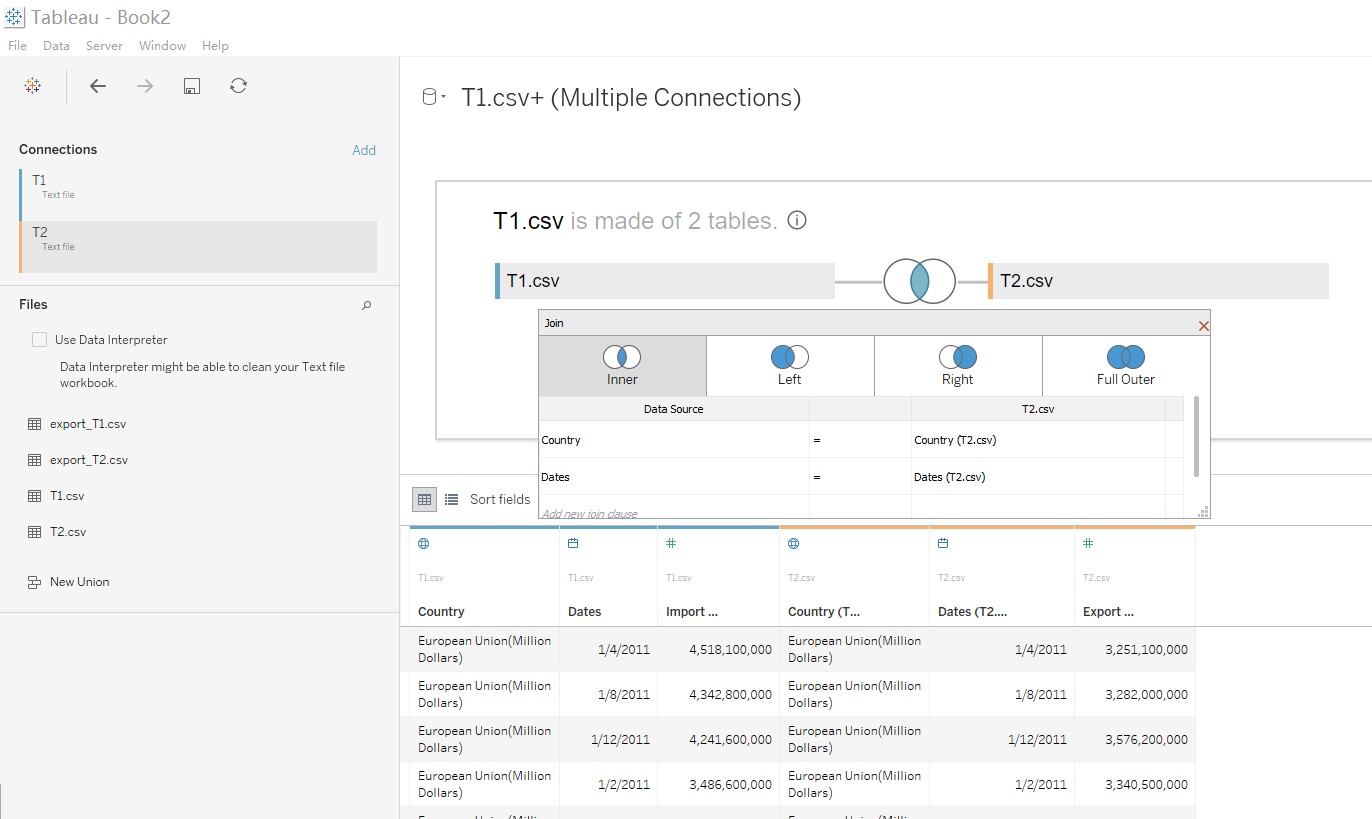 Tableau - Book2
File Data Server Window Help
Connections Add
T1
Text file
T2
Text file
Files
Use Data Interpreter
Data Interpreter might be able to clean your Text file
workbook.
export_T1.csv
export_T2.csv
T1.csv
T2.csv
New Union
T1.csv+ (Multiple Connections)
T1.csv is made of 2 tables.
T1.csv T2.csv
Join
Inner Left Right Full Outer
Data Source T2.csv
Country = Country (T2.csv)
Dates = Dates (T2.csv)
Add new join clause
Sort fields
T1.csv T1.csv T1.csv T2.csv T2.csv T2.csv
Country Dates Import ... Country (T... Dates (T2.... Export ...
European Union(Million Dollars) 1/4/2011 4,518,100,000 European Union(Million Dollars) 1/4/2011 3,251,100,000
European Union(Million Dollars) 1/8/2011 4,342,800,000 European Union(Million Dollars) 1/8/2011 3,282,000,000
European Union(Million Dollars) 1/12/2011 4,241,600,000 European Union(Million Dollars) 1/12/2011 3,576,200,000
European Union(Million Dollars) 1/2/2011 3,486,600,000 European Union(Million Dollars) 1/2/2011 3,340,500,000